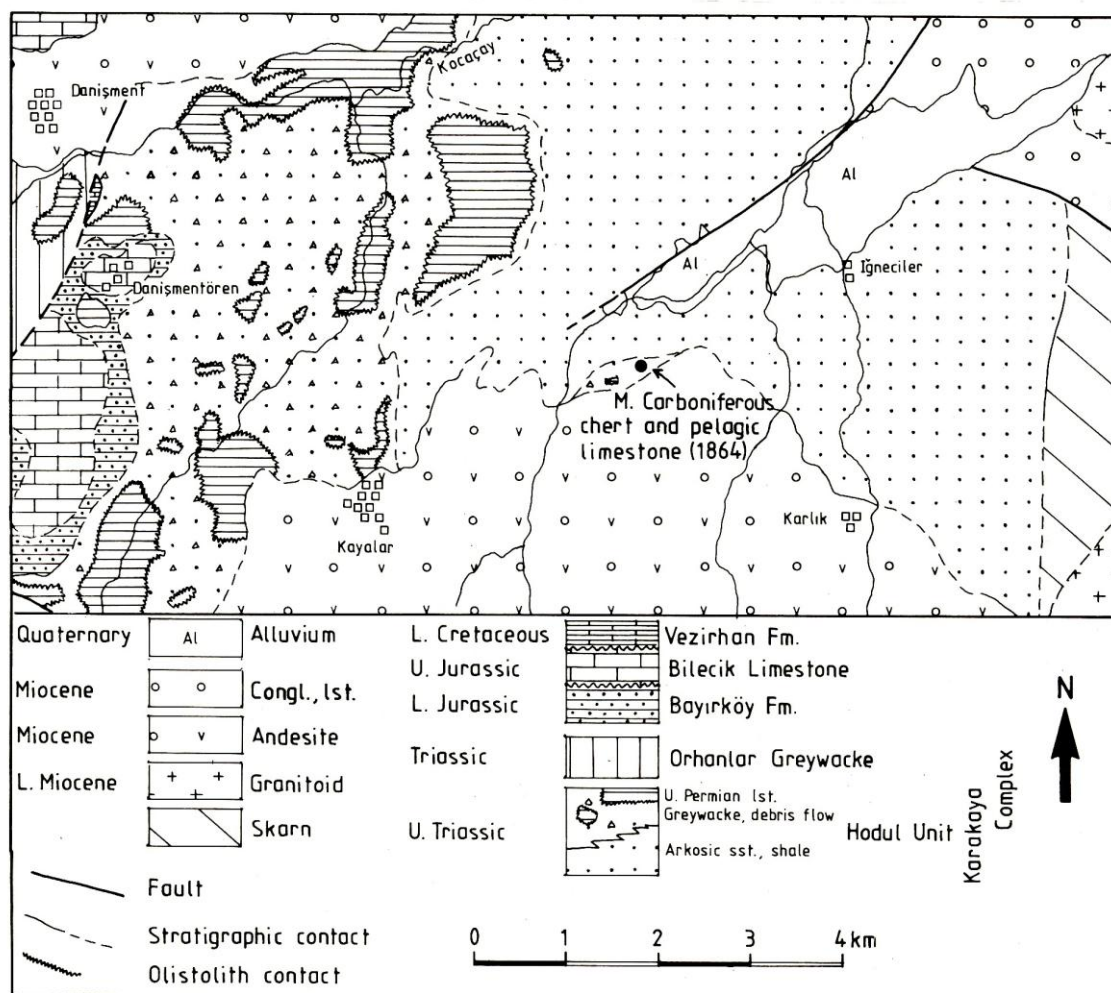 Kocaçay
Danişment
Al
Al
İğneciler
Danişmentören
M. Carboniferous
chert and pelagic
limestone (1864)
Karlık
Kayalar
Quaternary
Al
Alluvium
Miocene
Congl., lst.
Miocene
Andesite
L. Miocene
Granitoid
Skarn
Fault
Stratigraphic contact
Olistolith contact
L. Cretaceous
Vezirhan Fm.
U. Jurassic
Bilecik Limestone
L. Jurassic
Bayırköy Fm.
Triassic
Orhanlar Greywacke
U. Triassic
U. Permian lst.
Greywacke, debris flow
Arkosic sst., shale
Hodul Unit
Karakaya
Complex
N
0 1 2 3 4 km